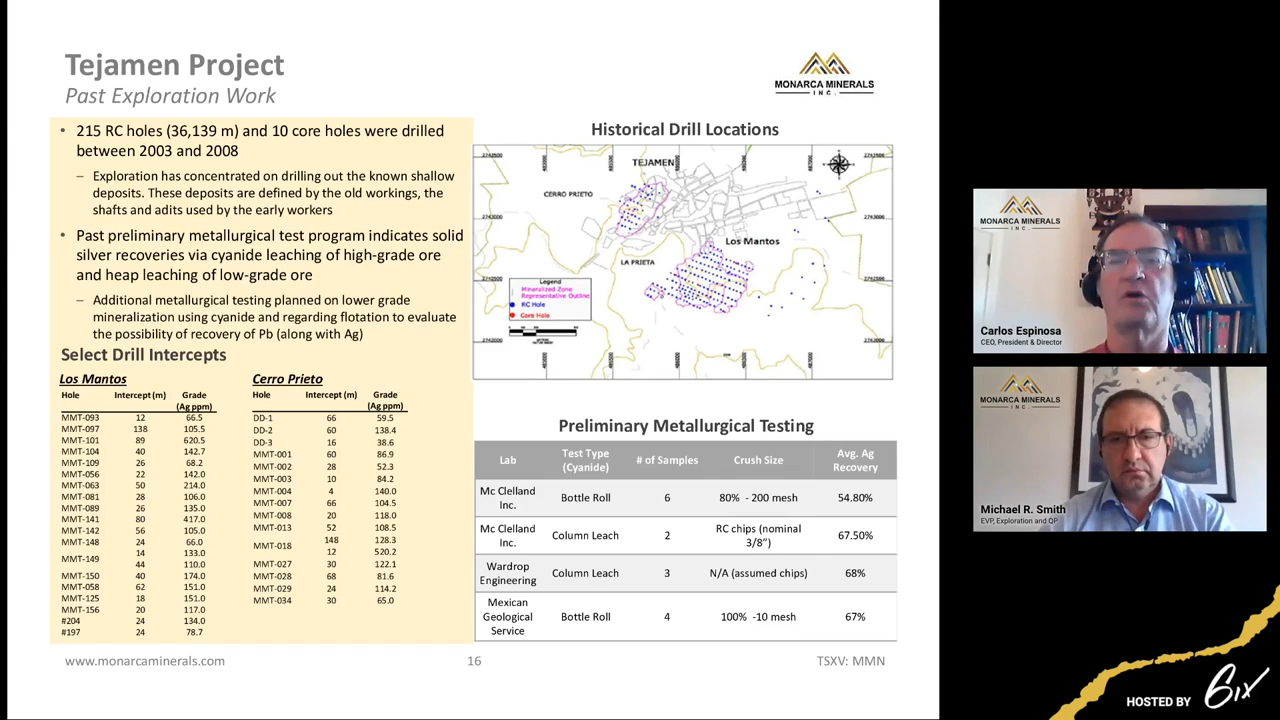 Tejamen Project
Past Exploration Work
MONARCA MINERALS
INC.
• 215 RC holes (36,139 m) and 10 core holes were drilled
between 2003 and 2008
– Exploration has concentrated on drilling out the known shallow
deposits. These deposits are defined by the old workings, the
shafts and adits used by the early workers
• Past preliminary metallurgical test program indicates solid
silver recoveries via cyanide leaching of high-grade ore
and heap leaching of low-grade ore
– Additional metallurgical testing planned on lower grade
mineralization using cyanide and regarding flotation to evaluate
the possibility of recovery of Pb (along with Ag)
Select Drill Intercepts
Los Mantos
Hole Intercept (m) Grade
(Ag ppm)
MMT-093 12 66.5
MMT-097 138 105.5
MMT-101 89 620.5
MMT-104 40 142.7
MMT-109 26 68.2
MMT-056 22 142.0
MMT-063 50 214.0
MMT-081 28 106.0
MMT-089 26 135.0
MMT-141 80 417.0
MMT-142 56 105.0
MMT-148 24 66.0
MMT-149 14 133.0
44 110.0
MMT-150 40 174.0
MMT-058 62 151.0
MMT-125 18 151.0
MMT-156 20 117.0
#204 24 134.0
#197 24 78.7
Cerro Prieto
Hole Intercept (m) Grade
(Ag ppm)
DD-1 66 59.5
DD-2 60 138.4
DD-3 16 38.6
MMT-001 60 86.9
MMT-002 28 52.3
MMT-003 10 84.2
MMT-004 4 140.0
MMT-007 66 104.5
MMT-008 20 118.0
MMT-013 52 108.5
MMT-018 148 128.3
12 520.2
MMT-027 30 122.1
MMT-028 68 81.6
MMT-029 24 114.2
MMT-034 30 65.0
Historical Drill Locations
TEJAMEN
CERRO PRIETO
Los Mantos
LA PRIETA
Legend
Mineralized Zone
Representative Outline
RC Hole
Core Hole
Preliminary Metallurgical Testing
Lab Test Type
(Cyanide) # of Samples Crush Size Avg. Ag
Recovery
Mc Clelland
Inc. Bottle Roll 6 80% - 200 mesh 54.80%
Mc Clelland
Inc. Column Leach 2 RC chips (nominal
3/8") 67.50%
Wardrop
Engineering Column Leach 3 N/A (assumed chips) 68%
Mexican
Geological
Service Bottle Roll 4 100% -10 mesh 67%
www.monarcaminerals.com
16
TSXV: MMN
MONARCA MINERALS
INC.
Carlos Espinosa
CEO, President & Director
MONARCA MINERALS
INC.
Michael R. Smith
EVP, Exploration and QP
HOSTED BY 6ix